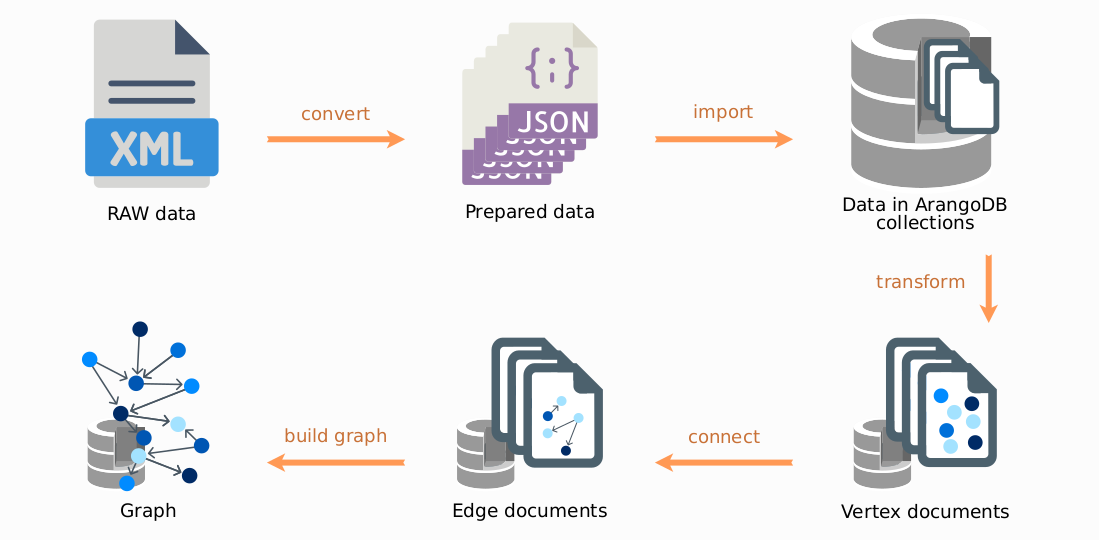 XML
RAW data
convert
{;}
JSON
JSON
JSON
JSON
JSON
Prepared data
import
Data in ArangoDB
collections
transform
Vertex documents
connect
Edge documents
build graph
Graph